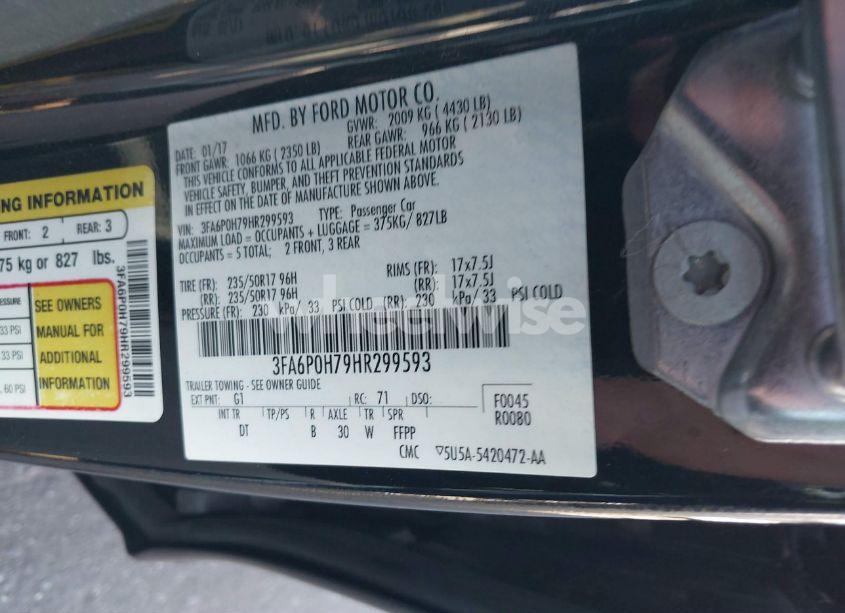 MFD. BY FORD MOTOR CO.
DATE: 01/17 GVWR: 2009 KG ( 4430 LB)
FRONT GAWR: 1066 KG ( 2350 LB) REAR GAWR: 966 KG ( 2130 LB)
THIS VEHICLE CONFORMS TO ALL APPLICABLE FEDERAL MOTOR
VEHICLE SAFETY, BUMPER, AND THEFT PREVENTION STANDARDS
IN EFFECT ON THE DATE OF MANUFACTURE SHOWN ABOVE.
VIN: 3FA6P0H79HR299593 TYPE: Passenger Car
MAXIMUM LOAD = OCCUPANTS + LUGGAGE = 375KG/ 827LB
OCCUPANTS = 5 TOTAL; 2 FRONT, 3 REAR
TIRE (FR): 235/50R17 96H RIMS (FR): 17x7.5J
(RR): 235/50R17 96H (RR): 17x7.5J
PRESSURE (FR): 230 kPa/ 33 PSI COLD (RR): 230 kPa/ 33 PSI COLD
3FA6P0H79HR299593
TRAILER TOWING - SEE OWNER GUIDE
EXT PNT: G1 RC: 71 DSO: F0045
R0080
INT TR TP/PS R AXLE TR SPR
DT B 30 W FFPP
CMC 5U5A-5420472-AA
NG INFORMATION
FRONT: 2 REAR: 3
75 kg or 827 lbs.
3FA6P0H79HR299593
SEE OWNERS
MANUAL FOR
ADDITIONAL
INFORMATION
33 PSI
33 PSI
60 PSI
wheelwise